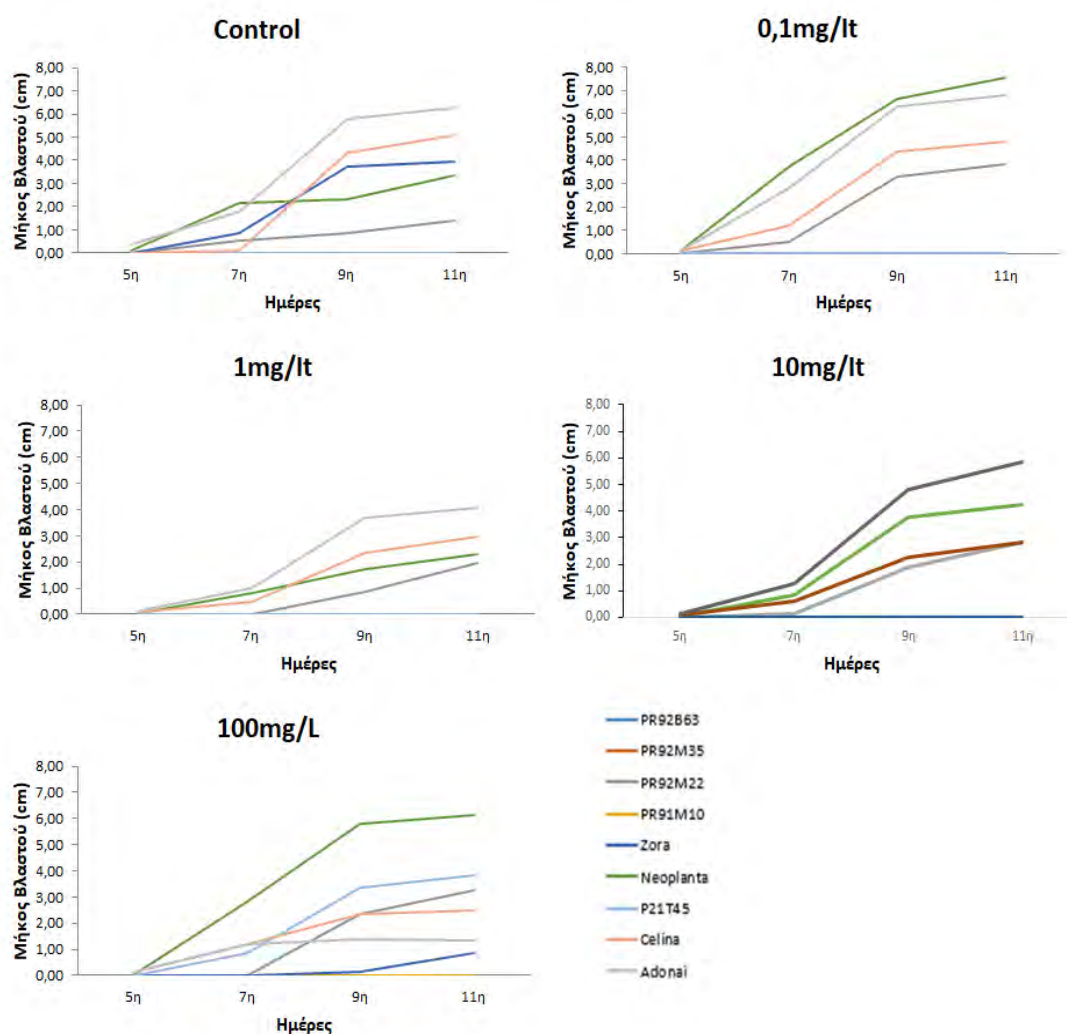 Control
Μήκος Βλαστού (cm)
8,00
7,00
6,00
5,00
4,00
3,00
2,00
1,00
0,00
5η 7η 9η 11η
Ημέρες
0,1mg/lt
Μήκος Βλαστού (cm)
8,00
7,00
6,00
5,00
4,00
3,00
2,00
1,00
0,00
5η 7η 9η 11η
Ημέρες
1mg/lt
Μήκος Βλαστού (cm)
8,00
7,00
6,00
5,00
4,00
3,00
2,00
1,00
0,00
5η 7η 9η 11η
Ημέρες
10mg/lt
Μήκος Βλαστού (cm)
8,00
7,00
6,00
5,00
4,00
3,00
2,00
1,00
0,00
5η 7η 9η 11η
Ημέρες
100mg/L
Μήκος Βλαστού (cm)
8,00
7,00
6,00
5,00
4,00
3,00
2,00
1,00
0,00
5η 7η 9η 11η
Ημέρες
PR92B63
PR92M35
PR92M22
PR91M10
Zora
Neoplanta
P21T45
Celina
Adonai